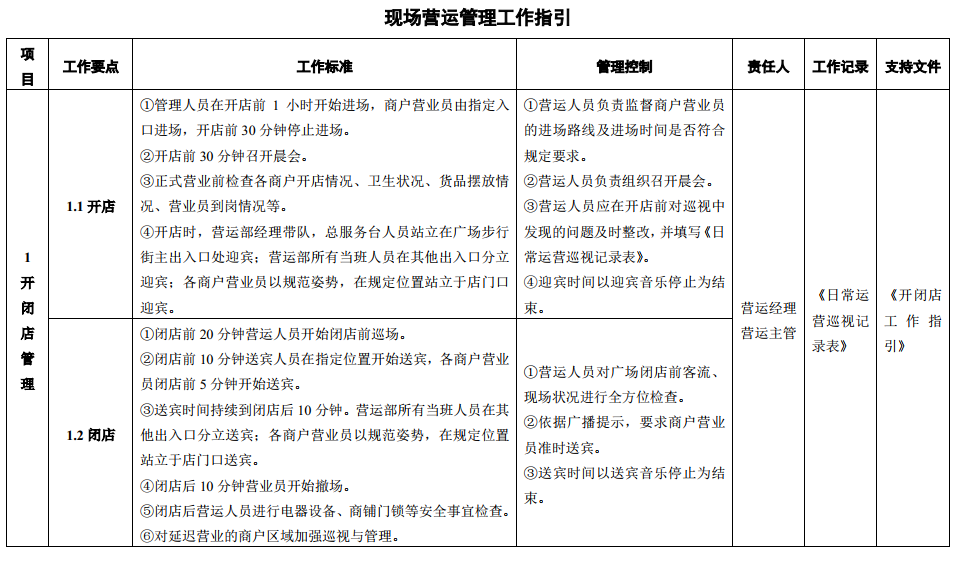 现场营运管理工作指引
项
目
工作要点
工作标准
管理控制
责任人
工作记录
支持文件
1
开
闭
店
管
理
1.1 开店
①管理人员在开店前 1 小时开始进场，商户营业员由指定入
口进场，开店前 30 分钟停止进场。
②开店前 30 分钟召开晨会。
③正式营业前检查各商户开店情况、卫生状况、货品摆放情
况、营业员到岗情况等。
④开店时，营运部经理带队，总服务台人员站立在广场步行
街主出入口处迎宾；营运部所有当班人员在其他出入口分立
迎宾；各商户营业员以规范姿势，在规定位置站立于店门口
迎宾。
①营运人员负责监督商户营业员
的进场路线及进场时间是否符合
规定要求。
②营运人员负责组织召开晨会。
③营运人员应在开店前对巡视中
发现的问题及时整改，并填写《日
常运营巡视记录表》。
④迎宾时间以迎宾音乐停止为结
束。
营运经理
营运主管
《日常运
营巡视记
录表》
《开闭店
工作指
引》
1.2 闭店
①闭店前 20 分钟营运人员开始闭店前巡场。
②闭店前 10 分钟送宾人员在指定位置开始送宾，各商户营业
员闭店前 5 分钟开始送宾。
③送宾时间持续到闭店后 10 分钟。营运部所有当班人员在其
他出入口分立送宾；各商户营业员以规范姿势，在规定位置
站立于店门口送宾。
④闭店后 10 分钟营业员开始撤场。
⑤闭店后营运人员进行电器设备、商铺门锁等安全事宜检查。
⑥对延迟营业的商户区域加强巡视与管理。
①营运人员对广场闭店前客流、
现场状况进行全方位检查。
②依据广播提示，要求商户营业
员准时送宾。
③送宾时间以送宾音乐停止为结
束。